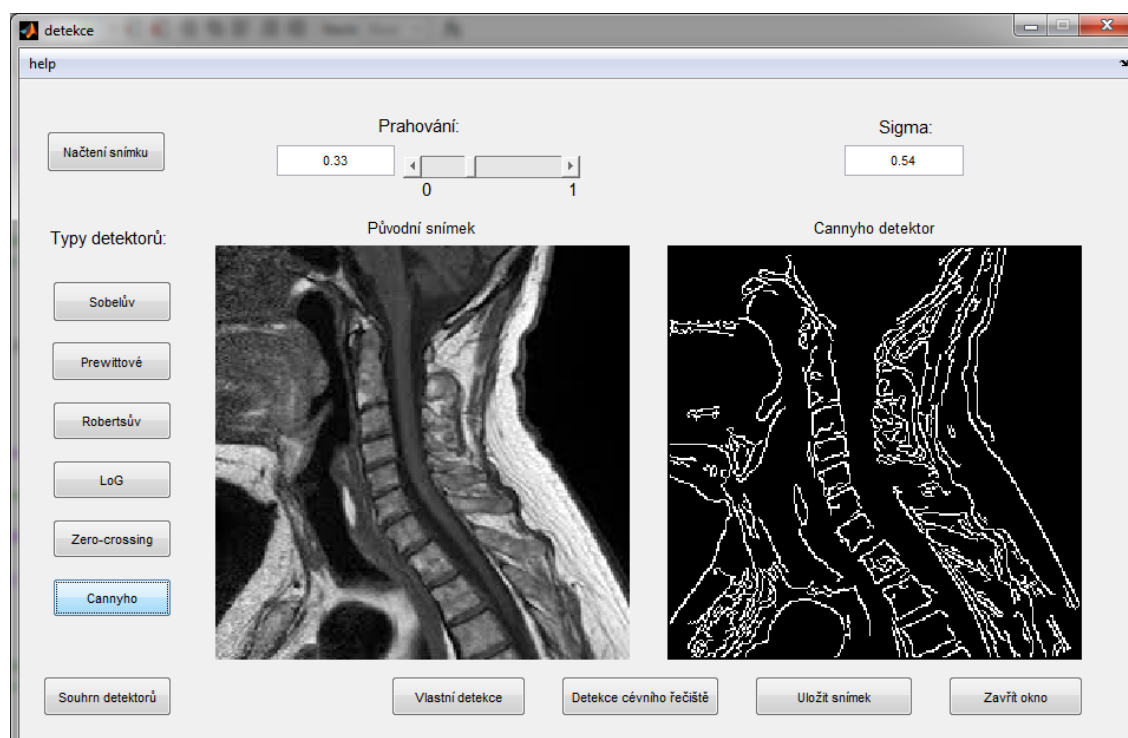 detekce
help
Načtení snímku
Prahování:
0.33
0
1
Sigma:
0.54
Typy detektorů:
Původní snímek
Cannyho detektor
Sobelův
Prewittové
Robertsův
LoG
Zero-crossing
Cannyho
Souhrn detektorů
Vlastní detekce
Detekce cévního řečiště
Uložit snímek
Zavřít okno